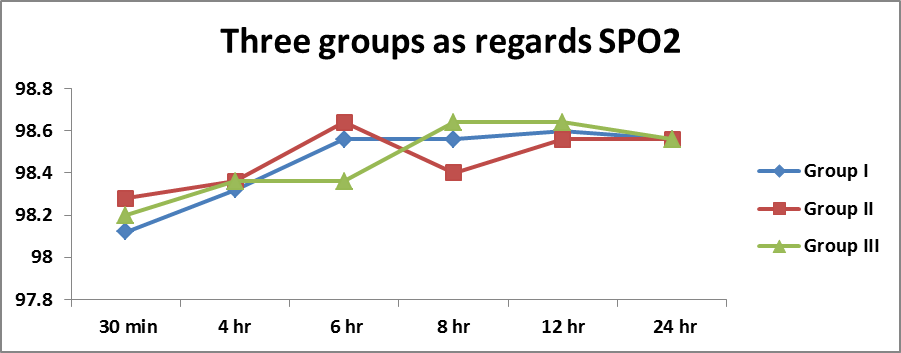 Three groups as regards SPO2
98.8
98.6
98.4
98.2
98
97.8
30 min 4 hr 6 hr 8 hr 12 hr 24 hr
Group I
Group II
Group III